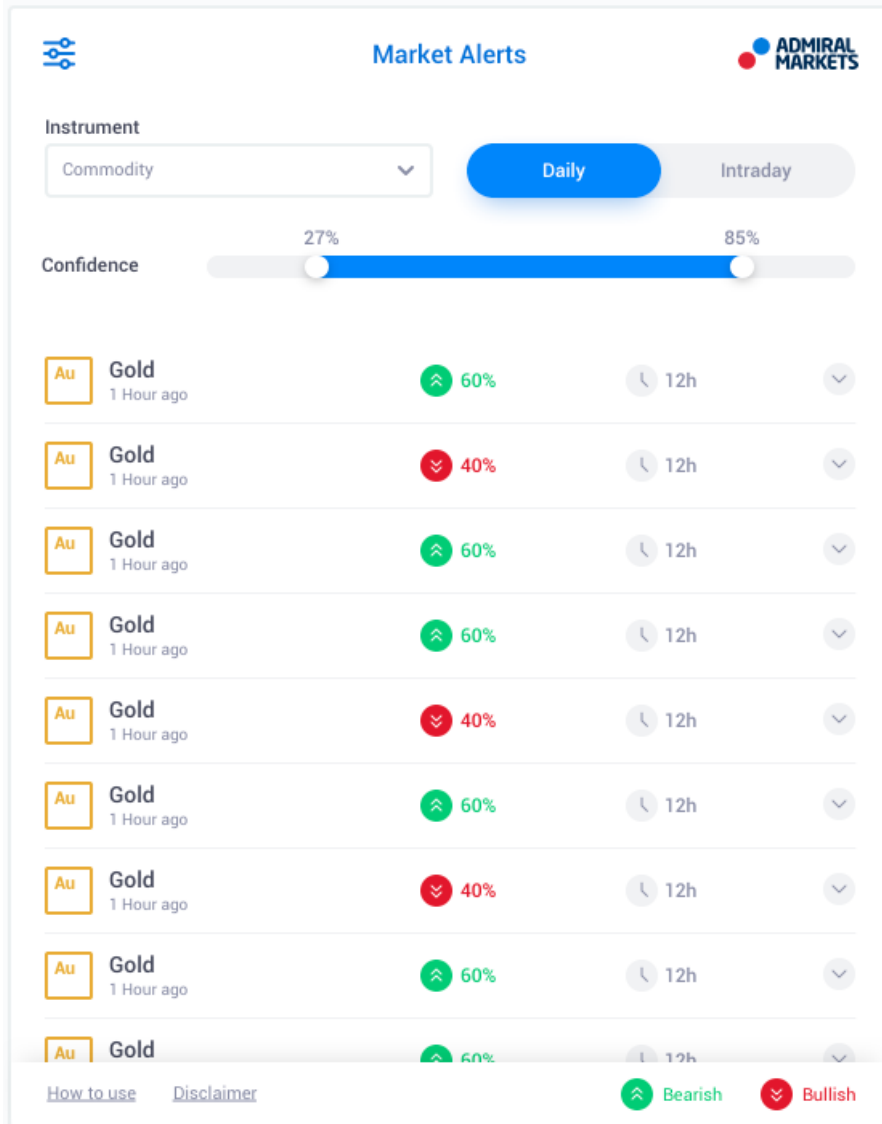 Market Alerts
ADMIRAL
MARKETS
Instrument
Commodity
Daily
Intraday
27%
85%
Confidence
Au
Gold
60%
12h
1 Hour ago
Au
Gold
40%
12h
1 Hour ago
Au
Gold
60%
12h
1 Hour ago
Au
Gold
60%
12h
1 Hour ago
Au
Gold
40%
12h
1 Hour ago
Au
Gold
60%
12h
1 Hour ago
Au
Gold
40%
12h
1 Hour ago
Au
Gold
60%
12h
1 Hour ago
Au
Gold
60%
12h
How to use
Disclaimer
Bearish
Bullish